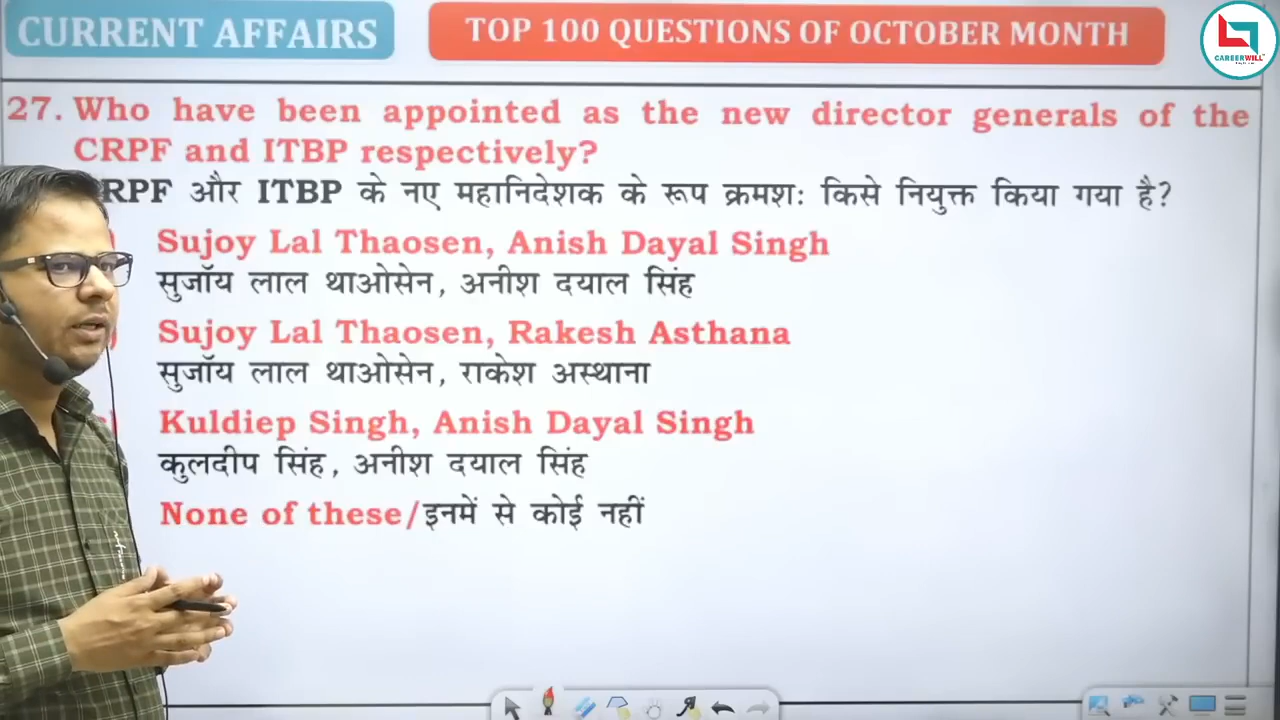 CURRENT AFFAIRS
TOP 100 QUESTIONS OF OCTOBER MONTH
CAREERWILL
27. Who have been appointed as the new director generals of the
CRPF and ITBP respectively?
RPF और ITBP के नए महानिदेशक के रूप क्रमशः किसे नियुक्त किया गया है?
Sujoy Lal Thaosen, Anish Dayal Singh
सुजॉय लाल थाओसेन, अनीश दयाल सिंह
Sujoy Lal Thaosen, Rakesh Asthana
सुजॉय लाल थाओसेन, राकेश अस्थाना
Kuldiep Singh, Anish Dayal Singh
कुलदीप सिंह, अनीश दयाल सिंह
None of these/इनमें से कोई नहीं